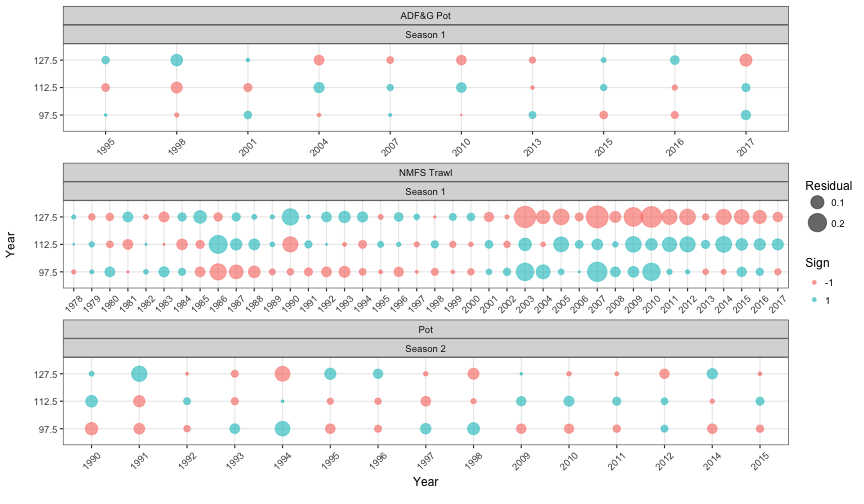 ADF&G Pot
Season 1
127.5
112.5
97.5
1995 1998 2001 2004 2007 2010 2013 2015 2016 2017
NMFS Trawl
Season 1
127.5
112.5
97.5
1978 1979 1980 1981 1982 1983 1984 1985 1986 1987 1988 1989 1990 1991 1992 1993 1994 1995 1996 1997 1998 1999 2000 2001 2002 2003 2004 2005 2006 2007 2008 2009 2010 2011 2012 2013 2014 2015 2016 2017
Pot
Season 2
127.5
112.5
97.5
1990 1991 1992 1993 1994 1995 1996 1997 1998 2009 2010 2011 2012 2014 2015
Year
Year
Residual
0.1
0.2
Sign
-1
1